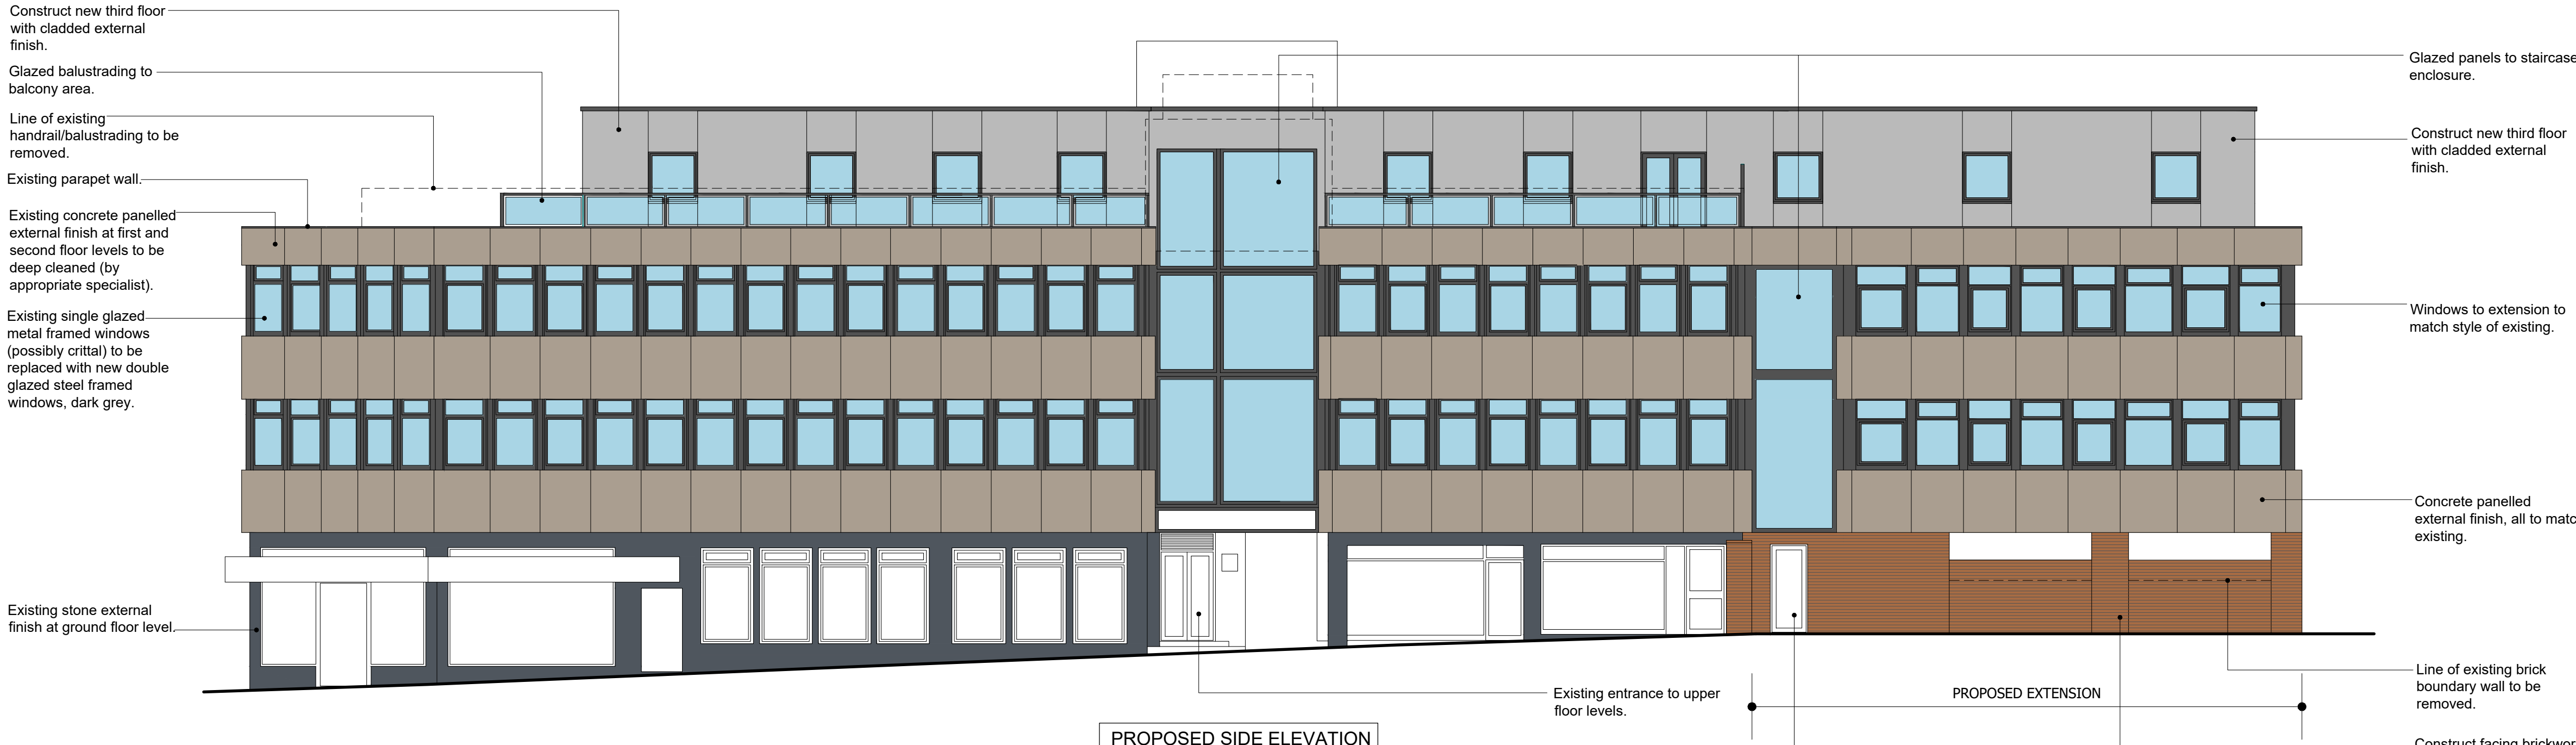 Construct new third floor
with cladded external
finish.
Glazed balustrading to
balcony area.
Line of existing
handrail/balustrading to be
removed.
Existing parapet wall.
Existing concrete panelled
external finish at first and
second floor levels to be
deep cleaned (by
appropriate specialist).
Existing single glazed
metal framed windows
(possibly crittal) to be
replaced with new double
glazed steel framed
windows, dark grey.
Existing stone external
finish at ground floor level.
Glazed panels to staircase
enclosure.
Construct new third floor
with cladded external
finish.
Windows to extension to
match style of existing.
Concrete panelled
external finish, all to matc
existing.
Line of existing brick
boundary wall to be
removed.
Construct facing brickwor
Existing entrance to upper
floor levels.
PROPOSED EXTENSION
PROPOSED SIDE ELEVATION